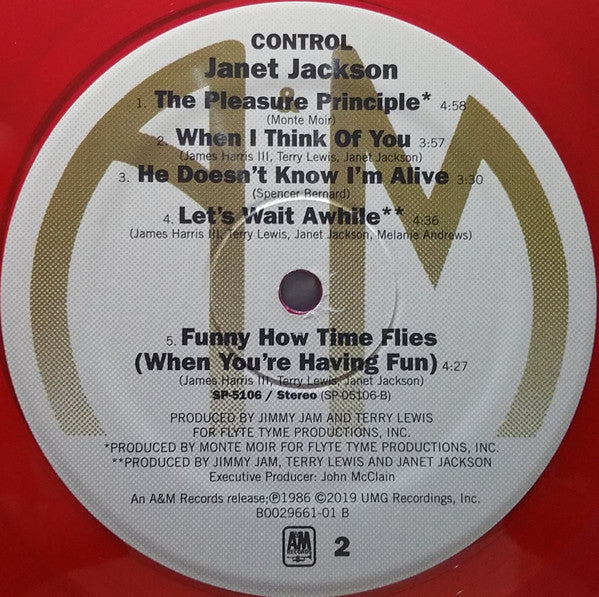 CONTROL
Janet Jackson
1. The Pleasure Principle* 4:58
(Monte Moir)
2. When I Think Of You 3:57
(James Harris III, Terry Lewis, Janet Jackson)
3. He Doesn't Know I'm Alive 3:30
(Spencer Bernard)
4. Let's Wait Awhile** 4:36
(James Harris III, Terry Lewis, Janet Jackson, Melanie Andrews)
5. Funny How Time Flies
(When You're Having Fun) 4:27
(James Harris III, Terry Lewis, Janet Jackson)
SP-5106 / Stereo (SP-05106-B)
PRODUCED BY JIMMY JAM AND TERRY LEWIS
FOR FLYTE TYME PRODUCTIONS, INC.
*PRODUCED BY MONTE MOIR FOR FLYTE TYME PRODUCTIONS, INC.
**PRODUCED BY JIMMY JAM, TERRY LEWIS AND JANET JACKSON
Executive Producer: John McClain
An A&M Records release;℗1986 ©2019 UMG Recordings, Inc.
B0029661-01 B
A&M
RECORDS
2